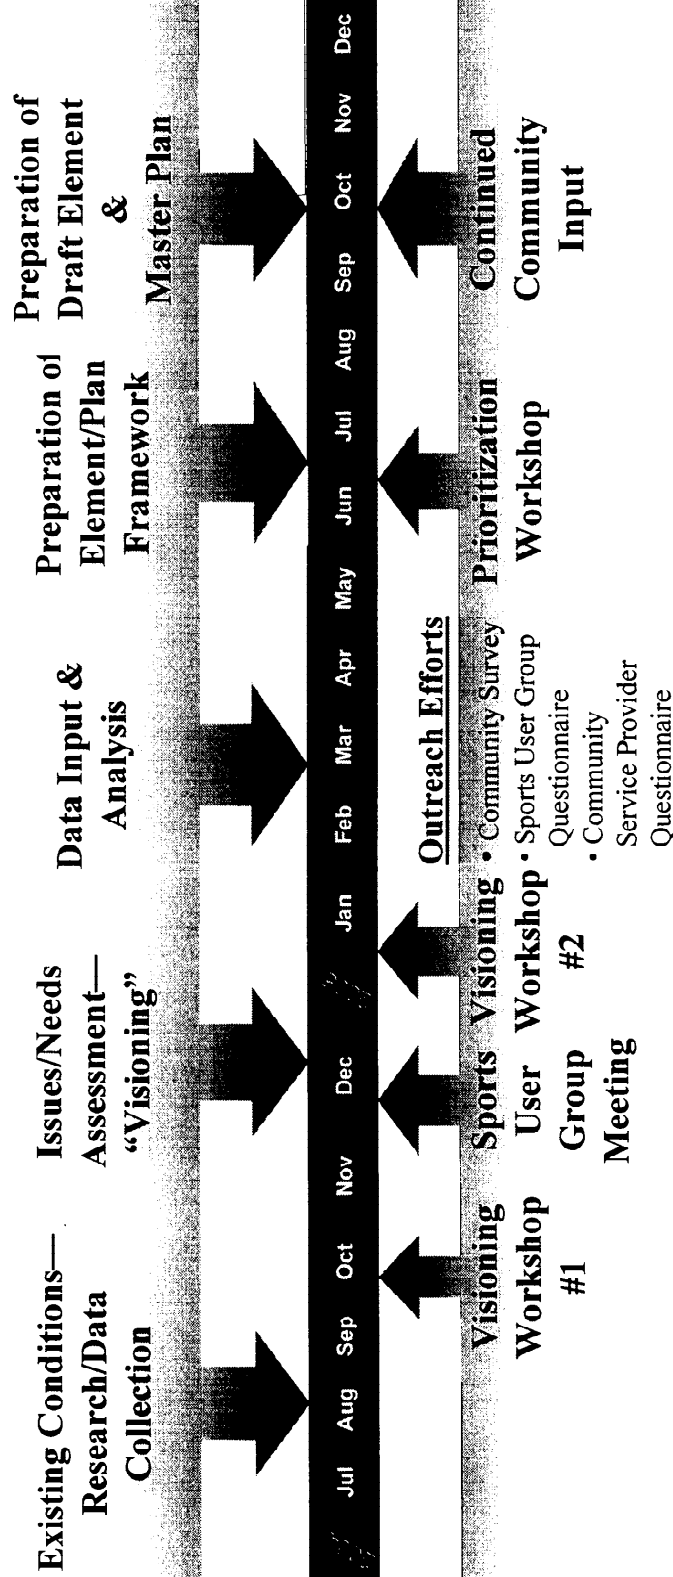 Existing Conditions—
Research/Data
Collection
Issues/Needs
Assessment—
“Visioning”
Data Input &
Analysis
Preparation of
Element/Plan
Framework
Preparation of
Draft Element
&
Master Plan
Jul Aug Sep Oct Nov Dec Jan Feb Mar Apr May Jun Jul Aug Sep Oct Nov Dec
Visioning
Workshop
#1
Sports
User
Group
Meeting
Visioning
Workshop
#2
Outreach Efforts
• Community Survey
• Sports User Group
Questionnaire
• Community
Service Provider
Questionnaire
Prioritization
Workshop
Continued
Community
Input